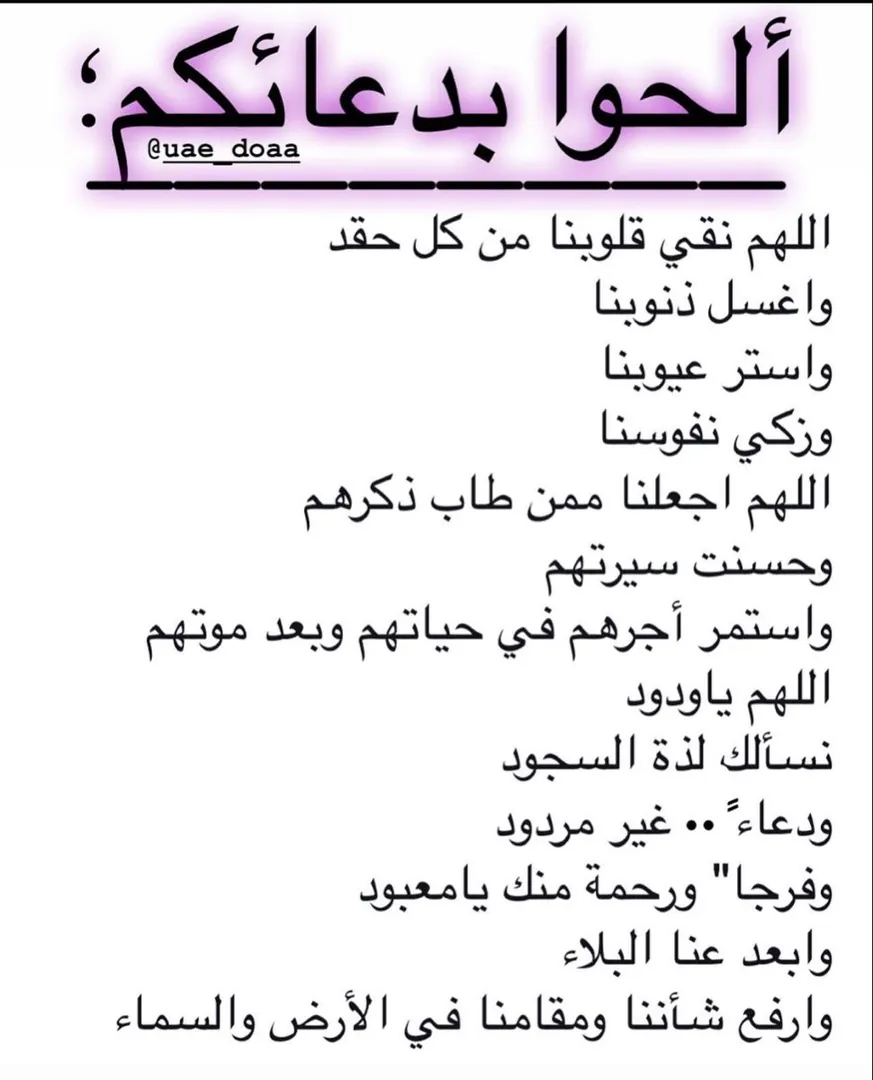 ألحوا بدعائكم؛
@uae_doaa
اللهم نقي قلوبنا من كل حقد
واغسل ذنوبنا
واستر عيوبنا
وزكي نفوسنا
اللهم اجعلنا ممن طاب ذكرهم
وحسنت سيرتهم
واستمر أجرهم في حياتهم وبعد موتهم
اللهم ياودود
نسألك لذة السجود
ودعاءً •• غير مردود
وفرجا" ورحمة منك يامعبود
وابعد عنا البلاء
وارفع شأننا ومقامنا في الأرض والسماء